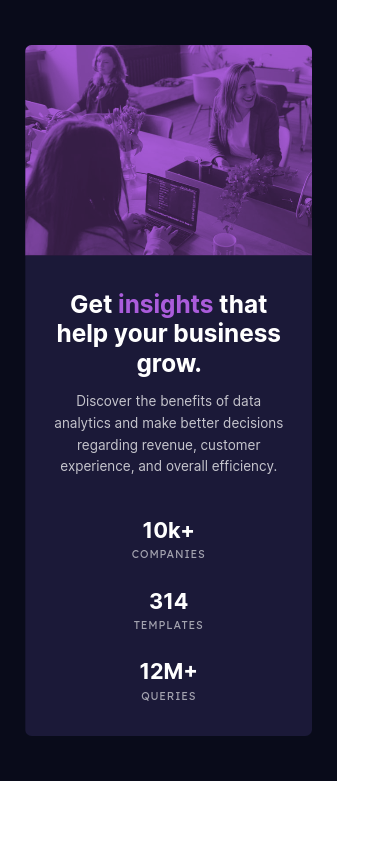 Get insights that
help your business
grow.
Discover the benefits of data
analytics and make better decisions
regarding revenue, customer
experience, and overall efficiency.
10k+
COMPANIES
314
TEMPLATES
12M+
QUERIES